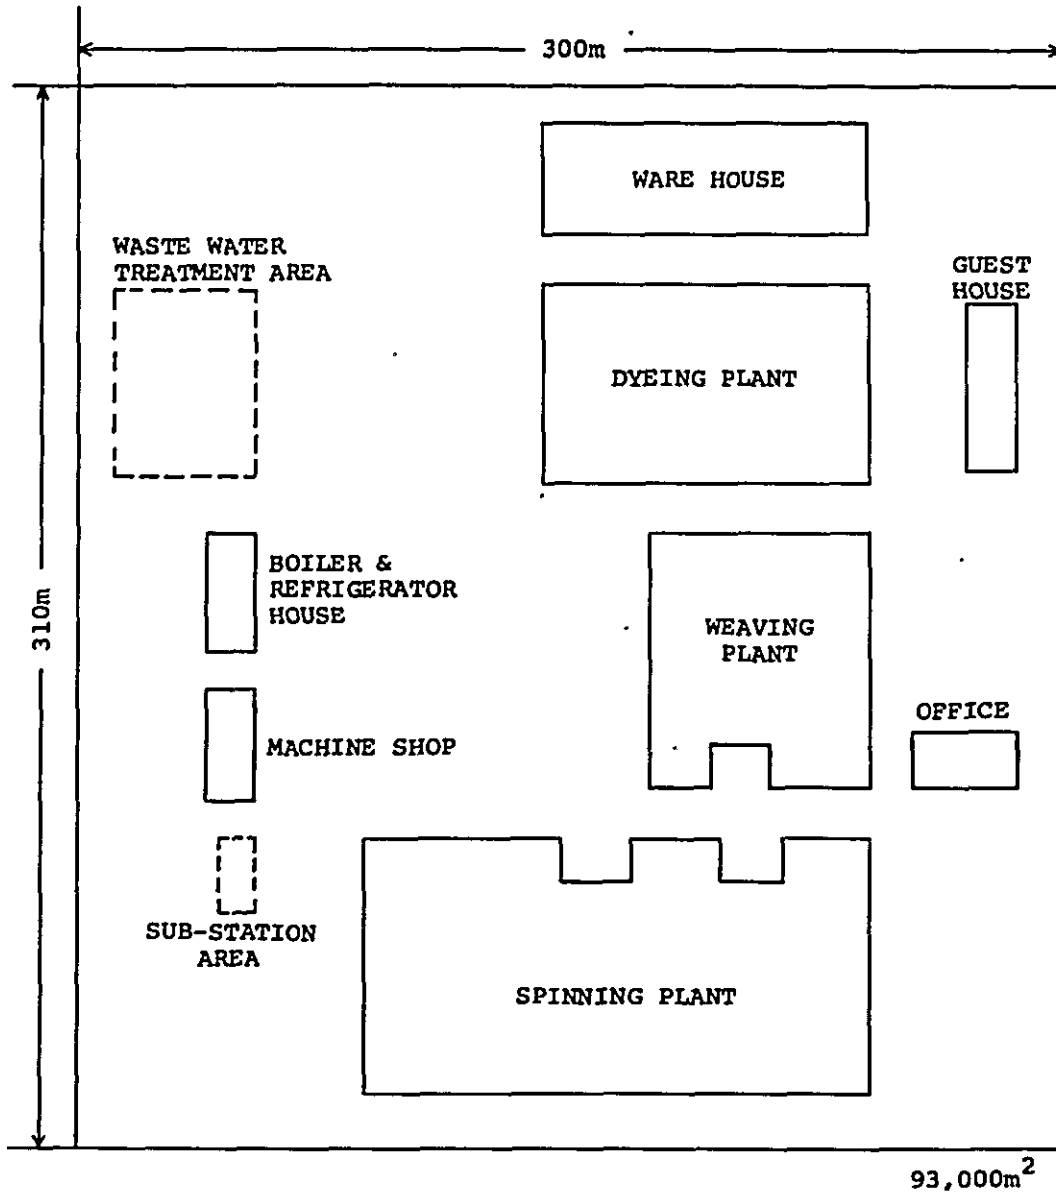 300m
WARE HOUSE
WASTE WATER
TREATMENT AREA
GUEST
HOUSE
DYEING PLANT
310m
BOILER &
REFRIGERATOR
HOUSE
WEAVING
PLANT
OFFICE
MACHINE SHOP
SUB-STATION
AREA
SPINNING PLANT
93,000m²